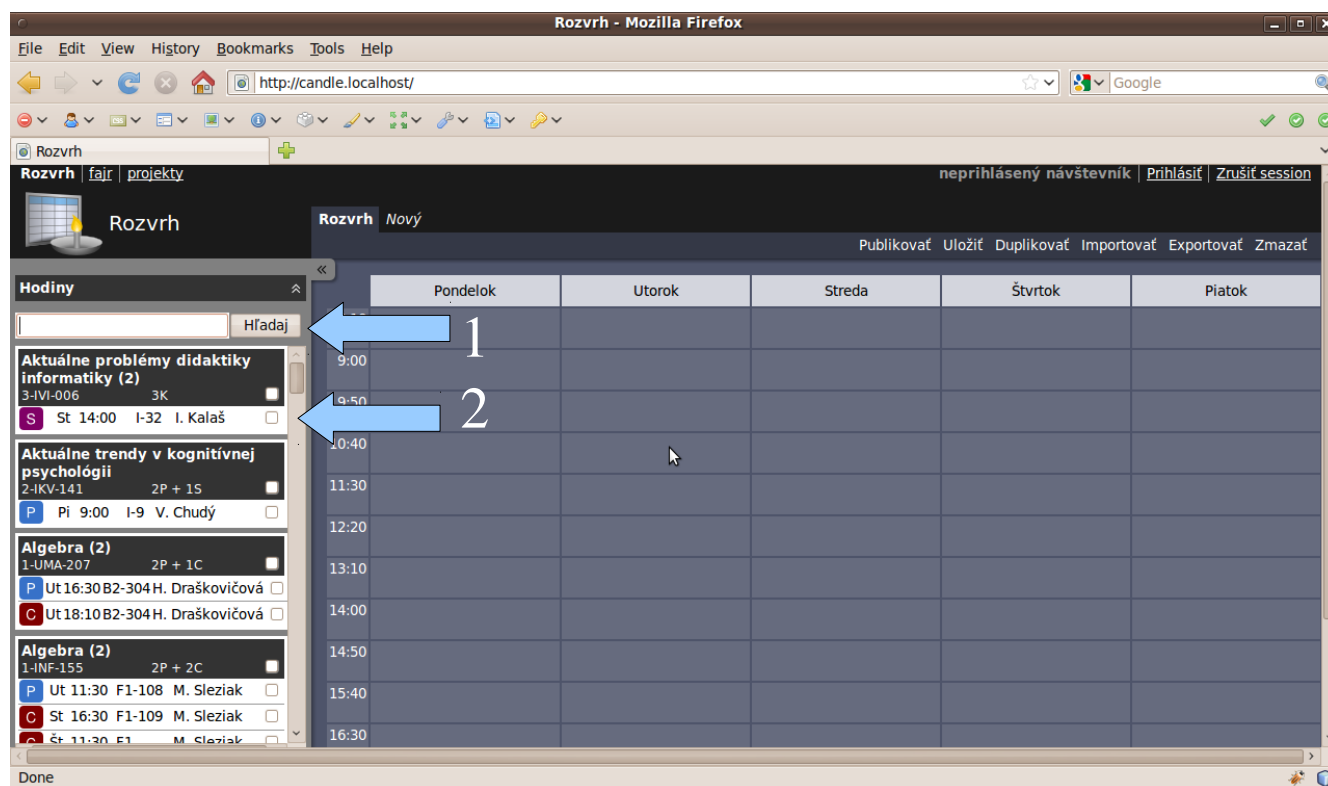 Rozvrh - Mozilla Firefox
File Edit View History Bookmarks Tools Help
http://candle.localhost/ Google
Rozvrh
Rozvrh | fajr | projekty neprihlásený návštevník | Prihlásiť | Zrušiť session
Rozvrh
Rozvrh Nový
Publikovať Uložiť Duplikovať Importovať Exportovať Zmazať
«
Hodiny
Pondelok Utorok Streda Štvrtok Piatok
Hľadaj
1
Aktuálne problémy didaktiky
informatiky (2)
3-IVI-006 3K
S St 14:00 I-32 I. Kalaš
2
Aktuálne trendy v kognitívnej
psychológii
2-IKV-141 2P + 1S
P Pi 9:00 I-9 V. Chudý
Algebra (2)
1-UMA-207 2P + 1C
P Ut 16:30 B2-304 H. Draškovičová
C Ut 18:10 B2-304 H. Draškovičová
Algebra (2)
1-INF-155 2P + 2C
P Ut 11:30 F1-108 M. Sleziak
C St 16:30 F1-109 M. Sleziak
C Št 11:30 F1 M. Sleziak
9:00
9:50
10:40
11:30
12:20
13:10
14:00
14:50
15:40
16:30
Done